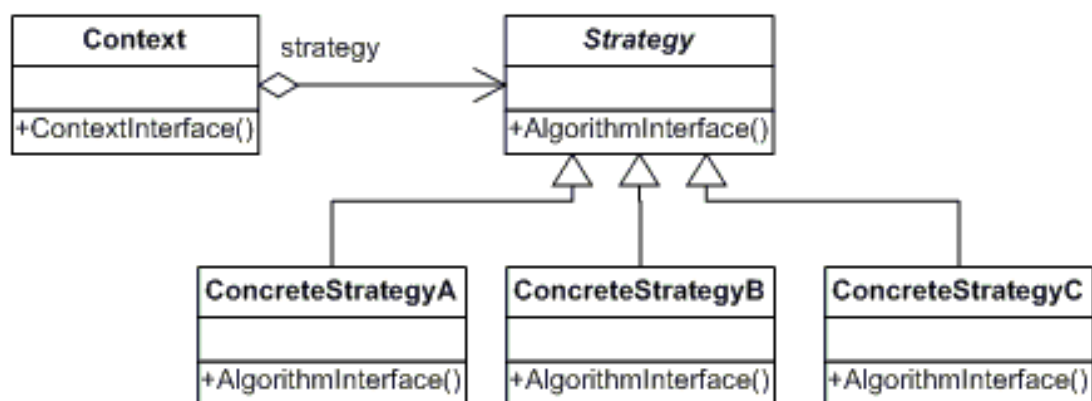 Context
strategy
Strategy
+ContextInterface()
+AlgorithmInterface()
ConcreteStrategyA
ConcreteStrategyB
ConcreteStrategyC
+AlgorithmInterface()
+AlgorithmInterface()
+AlgorithmInterface()